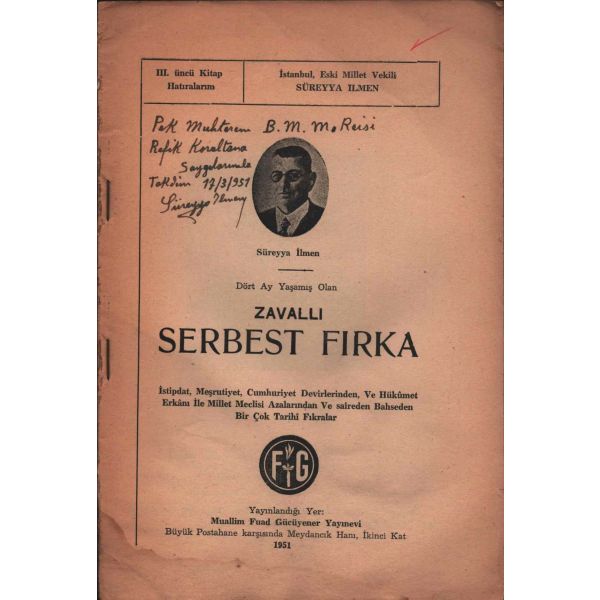 III. üncü Kitap
Hatıralarım
İstanbul, Eski Millet Vekili
SÜREYYA ILMEN
Pek Muhterem B. M. M. Reisi
Refik Koraltana
Saygılarımla
Takdim 17/3/951
Süreyya İlmen
Süreyya İlmen
Dört Ay Yaşamış Olan
ZAVALLI
SERBEST FIRKA
İstipdat, Meşrutiyet, Cumhuriyet Devirlerinden, Ve Hükûmet
Erkânı İle Millet Meclisi Azalarından Ve saireden Bahseden
Bir Çok Tarihî Fıkralar
FG
Yayınlandığı Yer:
Muallim Fuad Gücüyener Yayınevi
Büyük Postahane karşısında Meydancık Hanı, İkinci Kat
1951